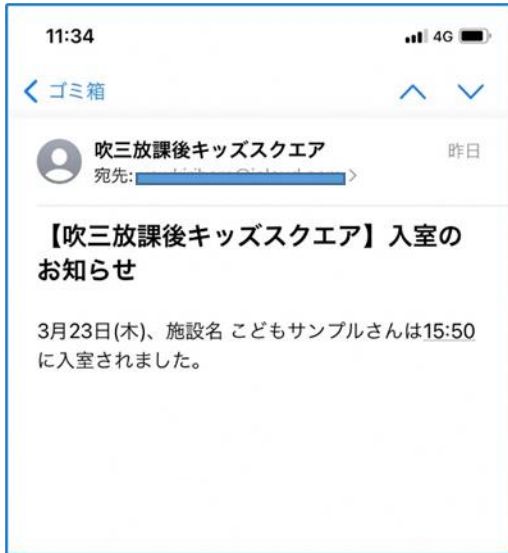 11:34
4G
ゴミ箱
吹三放課後キッズスクエア
昨日
宛先:
【吹三放課後キッズスクエア】入室の
お知らせ
3月23日(木)、施設名 こどもサンプルさんは15:50
に入室されました。